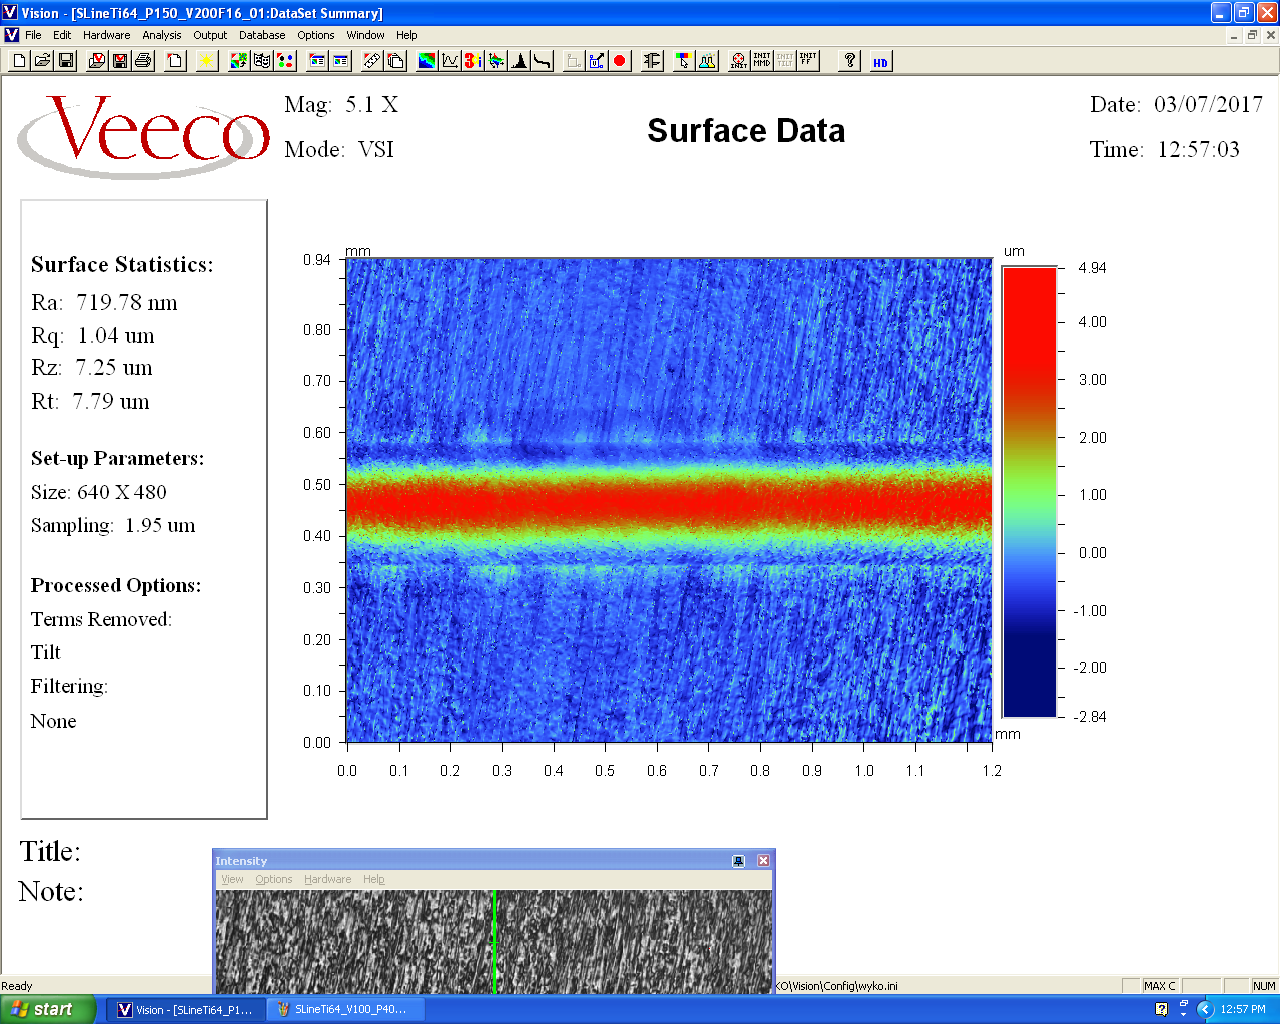 Vision - [SLineTi64_P150_V200F16_01:DataSet Summary]
File Edit Hardware Analysis Output Database Options Window Help
INIT INIT MMD INIT TILT INIT FF ? HD
Veeco
Mag: 5.1 X
Mode: VSI
Surface Data
Date: 03/07/2017
Time: 12:57:03
Surface Statistics:
Ra: 719.78 nm
Rq: 1.04 um
Rz: 7.25 um
Rt: 7.79 um
Set-up Parameters:
Size: 640 X 480
Sampling: 1.95 um
Processed Options:
Terms Removed:
Tilt
Filtering:
None
mm
0.94
0.80
0.70
0.60
0.50
0.40
0.30
0.20
0.10
0.00
0.0 0.1 0.2 0.3 0.4 0.5 0.6 0.7 0.8 0.9 1.0 1.1 1.2
mm
um
4.94
4.00
3.00
2.00
1.00
0.00
-1.00
-2.00
-2.84
Title:
Note:
Intensity
View Options Hardware Help
Ready
KO\Vision\Config\wyko.ini
MAX C
NUM
start
Vision - [SLineTi64_P1...
SLineTi64_V100_P40...
12:57 PM